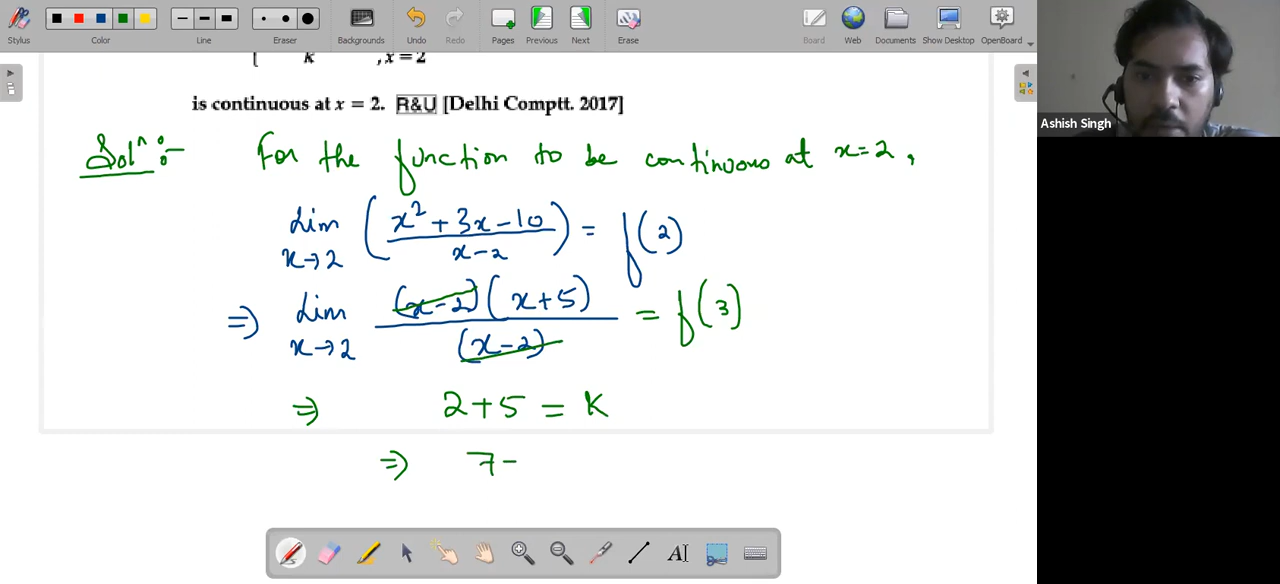 Stylus
Color
Line
Eraser
Backgrounds
Undo
Redo
Pages
Previous
Next
Erase
Board
Web
Documents
Show Desktop
OpenBoard
k , x = 2
is continuous at x = 2. R&U [Delhi Comptt. 2017]
Solⁿ :- For the function to be continuous at x=2,
Lim x→2 (x²+3x-10 / x-2) = f(2)
⇒ Lim x→2 (x-2)(x+5) / (x-2) = f(3)
⇒ 2+5 = K
⇒ 7-
Ashish Singh